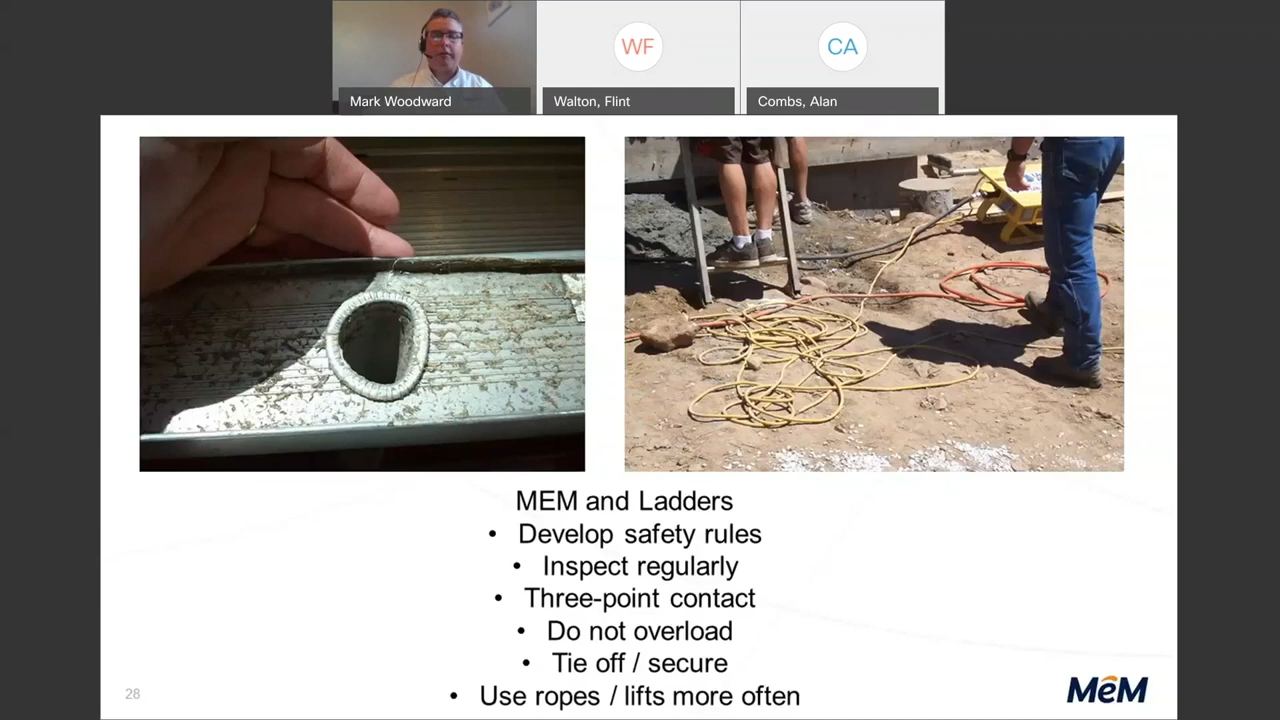 WF
CA
Mark Woodward
Walton, Flint
Combs, Alan
MEM and Ladders
• Develop safety rules
• Inspect regularly
• Three-point contact
• Do not overload
• Tie off / secure
• Use ropes / lifts more often
28
MeM